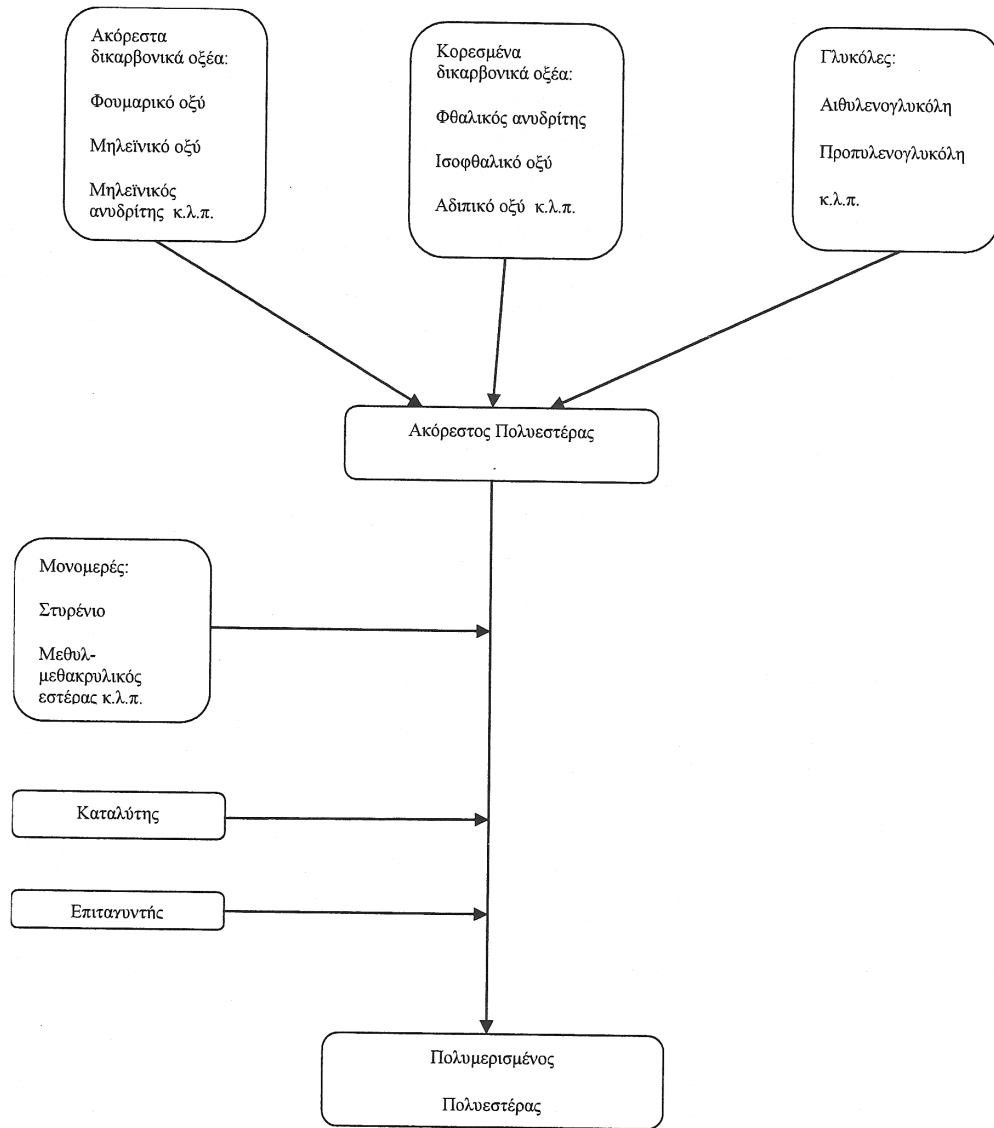 Ακόρεστα
δικαρβονικά οξέα:
Φουμαρικό οξύ
Μηλεϊνικό οξύ
Μηλεϊνικός
ανυδρίτης κ.λ.π.
Κορεσμένα
δικαρβονικά οξέα:
Φθαλικός ανυδρίτης
Ισοφθαλικό οξύ
Αδιπικό οξύ κ.λ.π.
Γλυκόλες:
Αιθυλενογλυκόλη
Προπυλενογλυκόλη
κ.λ.π.
Ακόρεστος Πολυεστέρας
Μονομερές:
Στυρένιο
Μεθυλ-
μεθακρυλικός
εστέρας κ.λ.π.
Καταλύτης
Επιταχυντής
Πολυμερισμένος
Πολυεστέρας